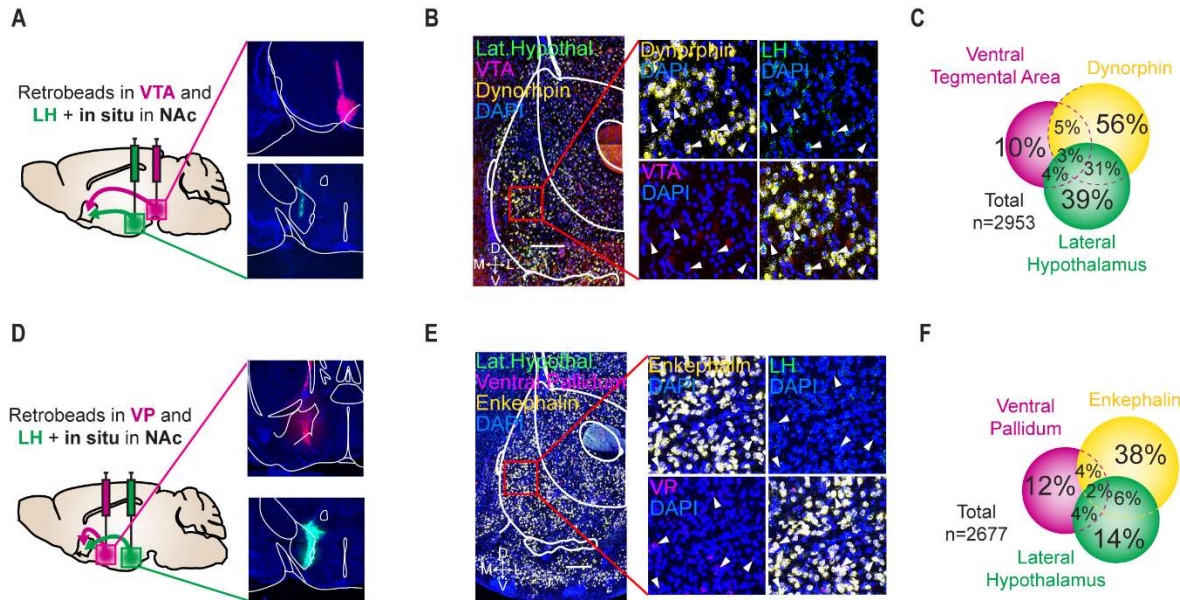 A
Retrobeads in VTA and
LH + in situ in NAc
B
Lat.Hypothal
VTA
Dynorhpin
DAPI
D
M L
V
Dynorphin
DAPI
LH
DAPI
VTA
DAPI
C
Ventral
Tegmental Area
Dynorphin
5%
56%
10%
3%
4%
31%
39%
Total
n=2953
Lateral
Hypothalamus
D
Retrobeads in VP and
LH + in situ in NAc
E
Lat.Hypothal
Ventral Pallidum
Enkephalin
DAPI
D
M L
V
Enkephalin
DAPI
LH
DAPI
VP
DAPI
F
Ventral
Pallidum
Enkephalin
4%
38%
12%
2%
6%
4%
14%
Total
n=2677
Lateral
Hypothalamus